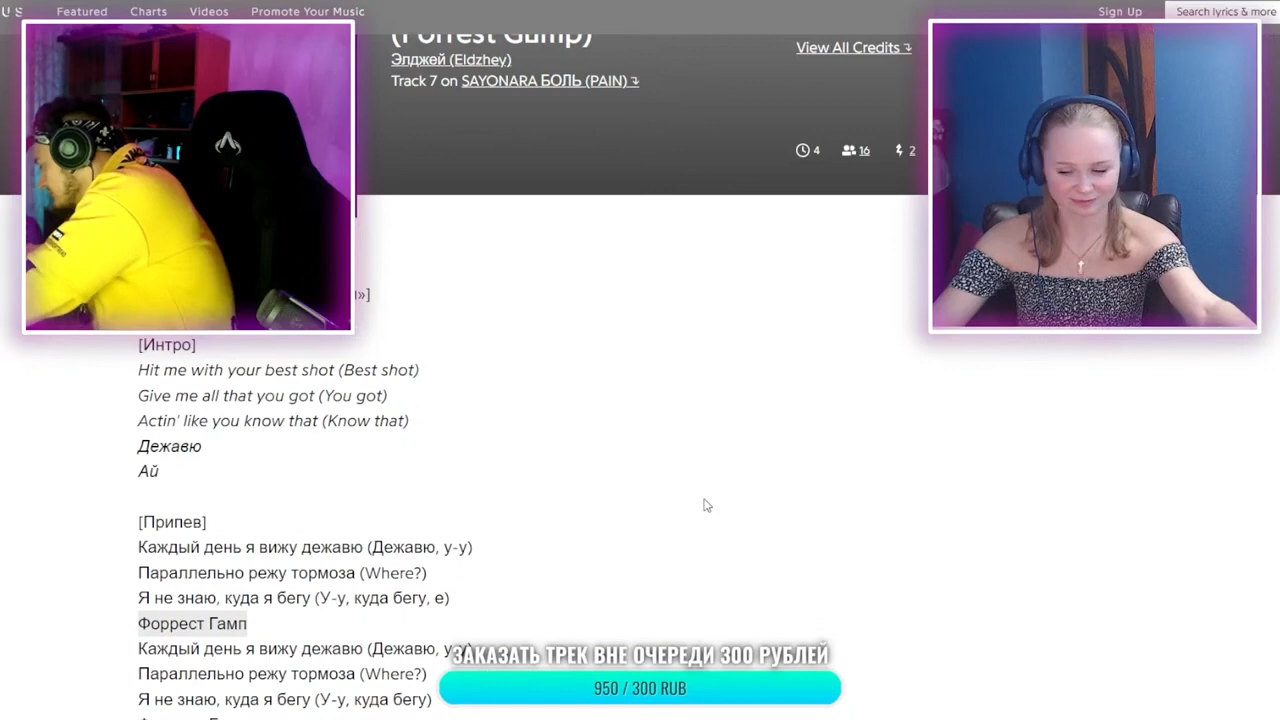 U S Featured Charts Videos Promote Your Music Sign Up Search lyrics & more
(Forrest Gump)
Элджей (Eldzhey)
Track 7 on SAYONARA БОЛЬ (PAIN)
View All Credits
4 16 2
»]
[Интро]
Hit me with your best shot (Best shot)
Give me all that you got (You got)
Actin' like you know that (Know that)
Дежавю
Ай
[Припев]
Каждый день я вижу дежавю (Дежавю, у-у)
Параллельно режу тормоза (Where?)
Я не знаю, куда я бегу (У-у, куда бегу, е)
Форрест Гамп
Каждый день я вижу дежавю (Дежавю, у-у)
Параллельно режу тормоза (Where?)
Я не знаю, куда я бегу (У-у, куда бегу)
ЗАКАЗАТЬ ТРЕК ВНЕ ОЧЕРЕДИ 300 РУБЛЕЙ
950 / 300 RUB